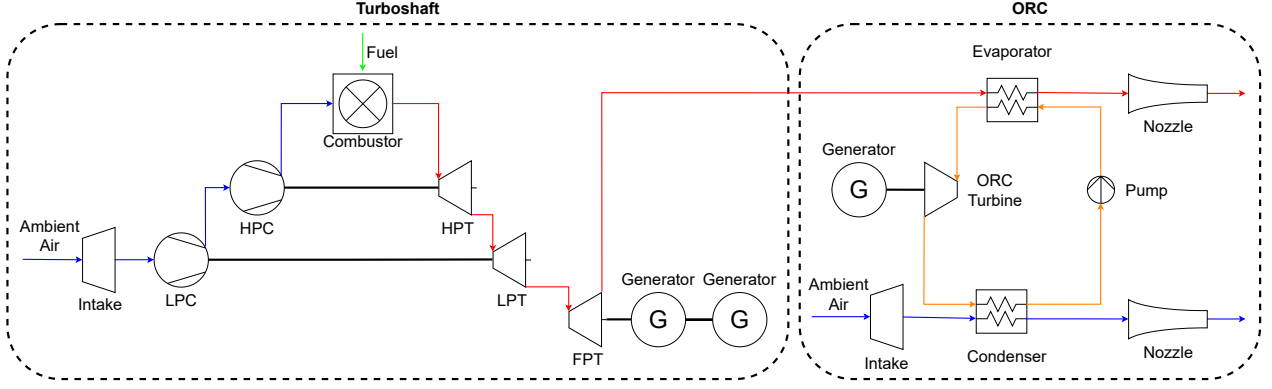 Turboshaft
ORC
Fuel
Combustor
HPC
HPT
Ambient
Air
Intake
LPC
LPT
Generator
Generator
G
G
FPT
Evaporator
Nozzle
Generator
G
ORC
Turbine
Pump
Ambient
Air
Intake
Condenser
Nozzle